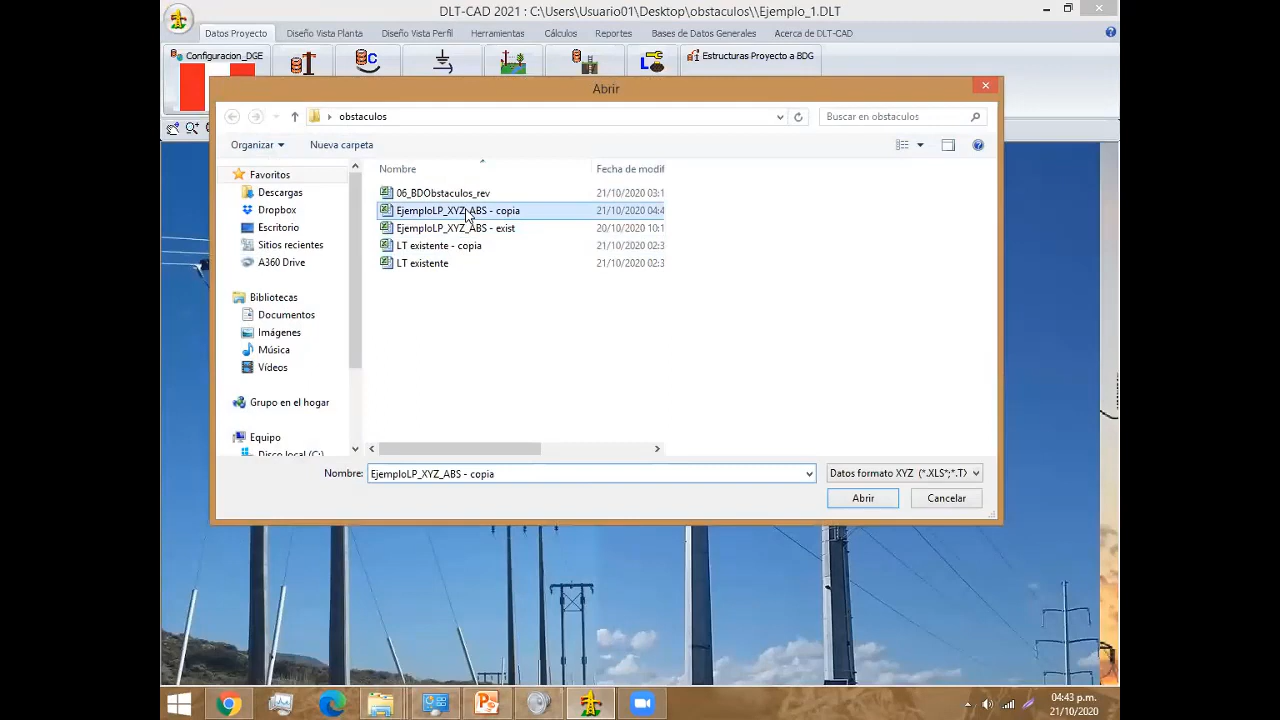 DLT-CAD 2021 : C:\Users\Usuario01\Desktop\obstaculos\\Ejemplo_1.DLT
Datos Proyecto Diseño Vista Planta Diseño Vista Perfil Herramientas Cálculos Reportes Bases de Datos Generales Acerca de DLT-CAD
Configuracion_DGE Estructuras Proyecto a BDG
Abrir
obstaculos Buscar en obstaculos
Organizar Nueva carpeta
Favoritos
Descargas
Dropbox
Escritorio
Sitios recientes
A360 Drive
Bibliotecas
Documentos
Imágenes
Música
Vídeos
Grupo en el hogar
Equipo
Disco local (C:)
Nombre Fecha de modif
06_BDObstaculos_rev 21/10/2020 03:1
EjemploLP_XYZ_ABS - copia 21/10/2020 04:4
EjemploLP_XYZ_ABS - exist 20/10/2020 10:1
LT existente - copia 21/10/2020 02:3
LT existente 21/10/2020 02:3
Nombre: EjemploLP_XYZ_ABS - copia Datos formato XYZ (*.XLS*;*.T)
Abrir Cancelar
04:43 p.m.
21/10/2020